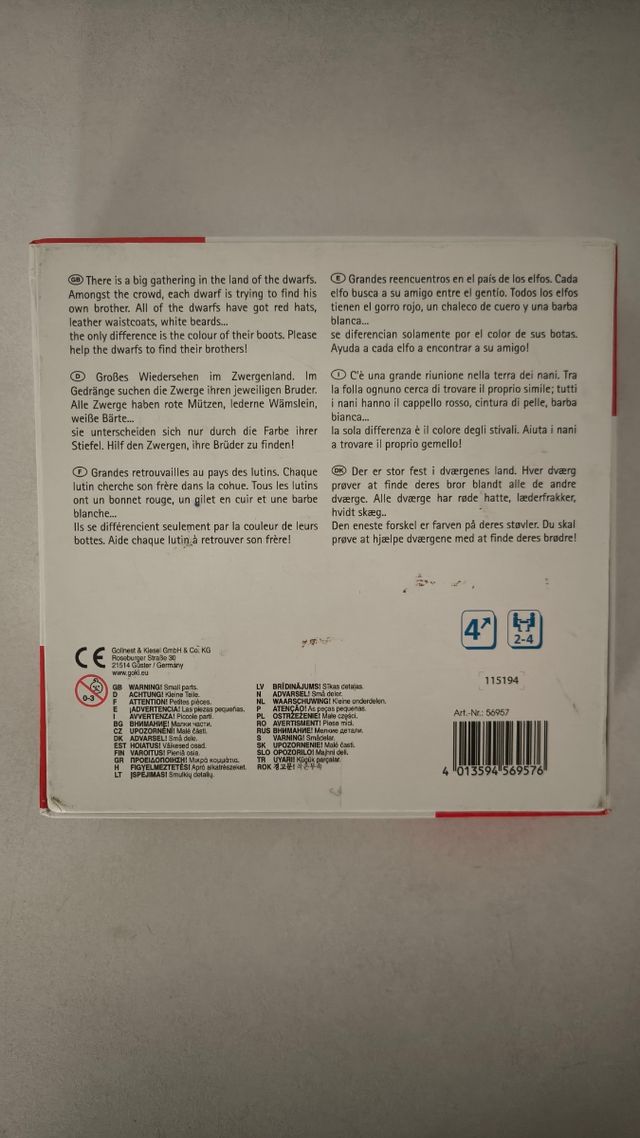 GB There is a big gathering in the land of the dwarfs.
Amongst the crowd, each dwarf is trying to find his
own brother. All of the dwarfs have got red hats,
leather waistcoats, white beards...
the only difference is the colour of their boots. Please
help the dwarfs to find their brothers!
D Großes Wiedersehen im Zwergenland. Im
Gedränge suchen die Zwerge ihren jeweiligen Bruder.
Alle Zwerge haben rote Mützen, lederne Wämslein,
weiße Bärte...
sie unterscheiden sich nur durch die Farbe ihrer
Stiefel. Hilf den Zwergen, ihre Brüder zu finden!
F Grandes retrouvailles au pays des lutins. Chaque
lutin cherche son frère dans la cohue. Tous les lutins
ont un bonnet rouge, un gilet en cuir et une barbe
blanche...
Ils se différencient seulement par la couleur de leurs
bottes. Aide chaque lutin à retrouver son frère!
E Grandes reencuentros en el país de los elfos. Cada
elfo busca a su amigo entre el gentío. Todos los elfos
tienen el gorro rojo, un chaleco de cuero y una barba
blanca...
se diferencian solamente por el color de sus botas.
Ayuda a cada elfo a encontrar a su amigo!
I C'è una grande riunione nella terra dei nani. Tra
la folla ognuno cerca di trovare il proprio simile; tutti
i nani hanno il cappello rosso, cintura di pelle, barba
bianca...
la sola differenza è il colore degli stivali. Aiuta i nani
a trovare il proprio gemello!
DK Der er stor fest i dværgenes land. Hver dværg
prøver at finde deres bror blandt alle de andre
dværge. Alle dværge har røde hatte, læderfrakker,
hvidt skæg..
Den eneste forskel er farven på deres støvler. Du skal
prøve at hjælpe dværgene med at finde deres brødre!
4
2-4
CE
Gollnest & Kiesel GmbH & Co. KG
Roseburger Straße 30
21514 Güster / Germany
www.goki.eu
0-3
GB WARNING! Small parts.
D ACHTUNG! Kleine Teile.
F ATTENTION! Petites pièces.
E ¡ADVERTENCIA! Las piezas pequeñas.
I AVVERTENZA! Piccole parti.
BG ВНИМАНИЕ! Малки части.
CZ UPOZORNĚNÍ! Malé části.
DK ADVARSEL! Små dele.
EST HOIATUS! Väikesed osad.
FIN VAROITUS! Pieniä osia.
GR ΠΡΟΕΙΔΟΠΟΙΗΣΗ! Μικρά κομμάτια.
H FIGYELMEZTETÉS! Apró alkatrészeket.
LT ĮSPĖJIMAS! Smulkių detalių.
LV BRĪDINĀJUMS! Sīkas detaļas.
N ADVARSEL! Små deler.
NL WAARSCHUWING! Kleine onderdelen.
P ATENÇÃO! As peças pequenas.
PL OSTRZEŻENIE! Małe części.
RO AVERTISMENT! Piese mici.
RUS ВНИМАНИЕ! Мелкие детали.
S VARNING! Smådelar.
SK UPOZORNENIE! Malé časti.
SLO OPOZORILO! Majhni deli.
TR UYARI! Küçük parçalar.
ROK 경고문! 작은부속
115194
Art.-Nr.: 56957
4 013594 569576